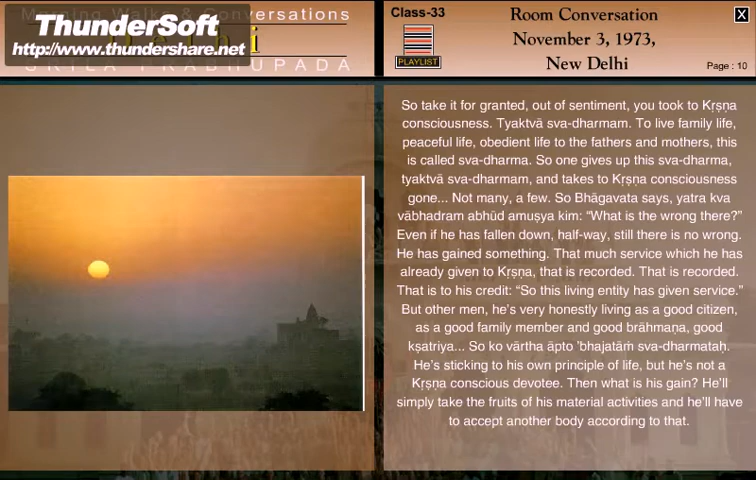 Morning Walks & Conversations
ThunderSoft
http://www.thundershare.net
SRILA PRABHUPADA
Class-33
PLAYLIST
Room Conversation
November 3, 1973,
New Delhi
Page : 10
X
So take it for granted, out of sentiment, you took to Kṛṣṇa
consciousness. Tyaktvā sva-dharmam. To live family life,
peaceful life, obedient life to the fathers and mothers, this
is called sva-dharma. So one gives up this sva-dharma,
tyaktvā sva-dharmam, and takes to Kṛṣṇa consciousness
gone... Not many, a few. So Bhāgavata says, yatra kva
vābhadram abhūd amuṣya kim: “What is the wrong there?”
Even if he has fallen down, half-way, still there is no wrong.
He has gained something. That much service which he has
already given to Kṛṣṇa, that is recorded. That is recorded.
That is to his credit: “So this living entity has given service.”
But other men, he’s very honestly living as a good citizen,
as a good family member and good brāhmaṇa, good
kṣatriya... So ko vārtha āpto ’bhajatāṁ sva-dharmataḥ.
He’s sticking to his own principle of life, but he’s not a
Kṛṣṇa conscious devotee. Then what is his gain? He’ll
simply take the fruits of his material activities and he’ll have
to accept another body according to that.